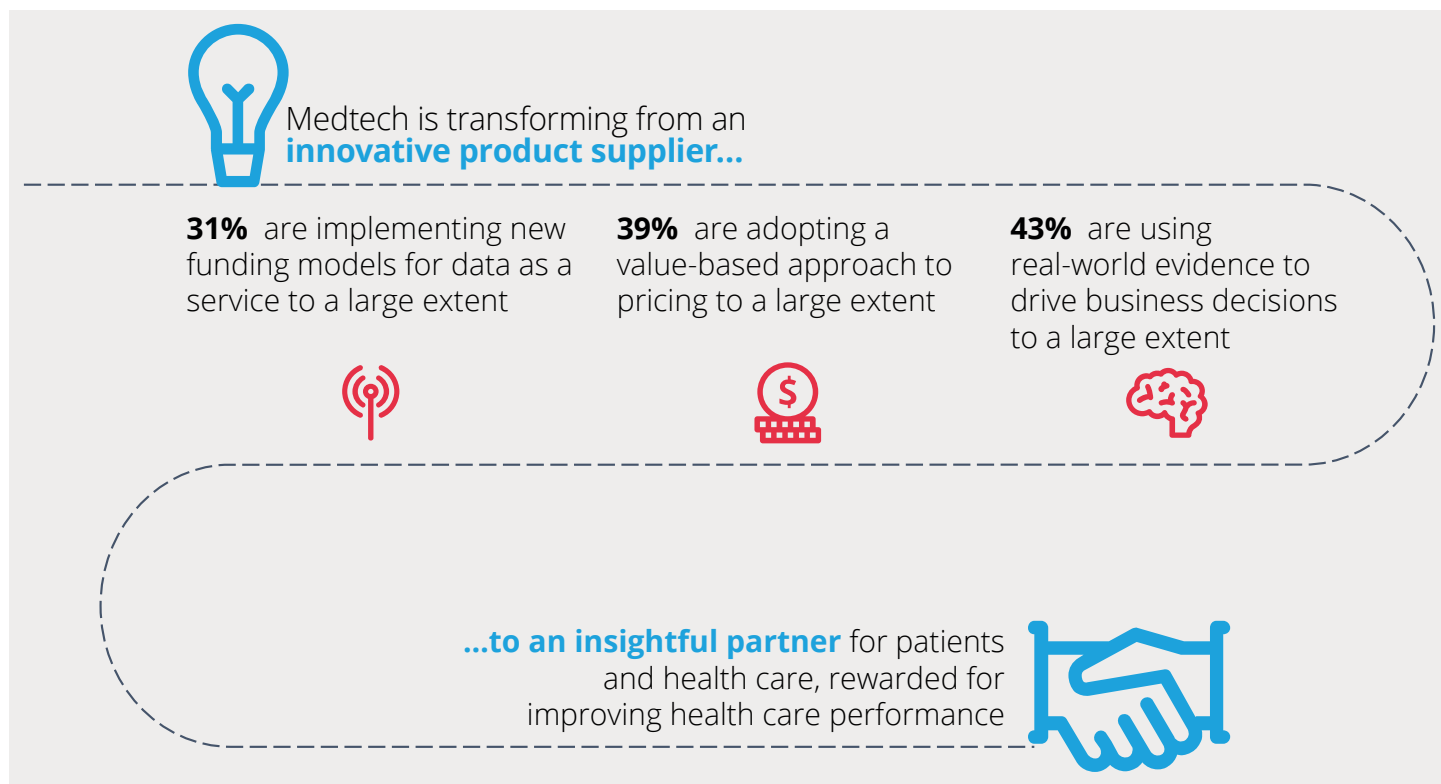 Medtech is transforming from an
innovative product supplier...
31% are implementing new
funding models for data as a
service to a large extent
39% are adopting a
value-based approach to
pricing to a large extent
$
43% are using
real-world evidence to
drive business decisions
to a large extent
...to an insightful partner for patients
and health care, rewarded for
improving health care performance